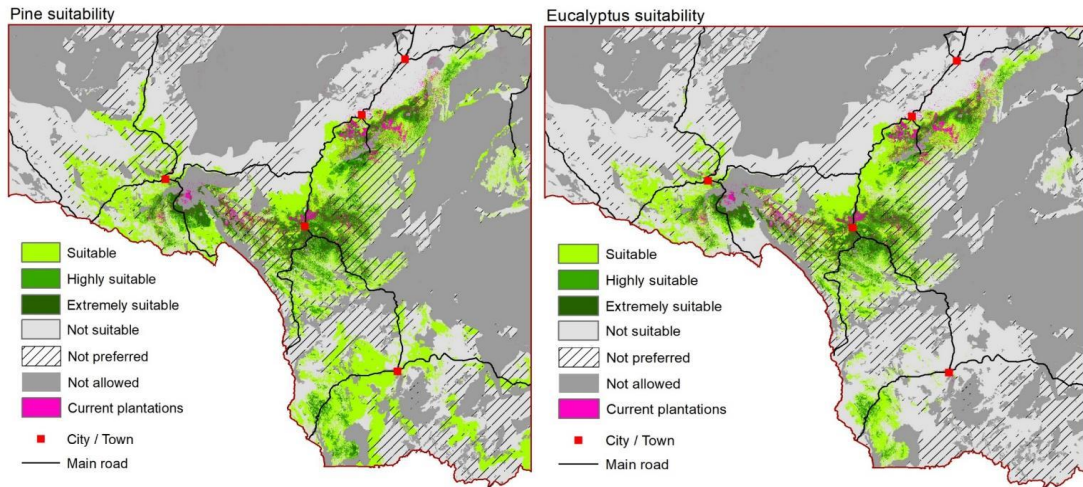 Pine suitability
Suitable
Highly suitable
Extremely suitable
Not suitable
Not preferred
Not allowed
Current plantations
City / Town
Main road
Eucalyptus suitability
Suitable
Highly suitable
Extremely suitable
Not suitable
Not preferred
Not allowed
Current plantations
City / Town
Main road